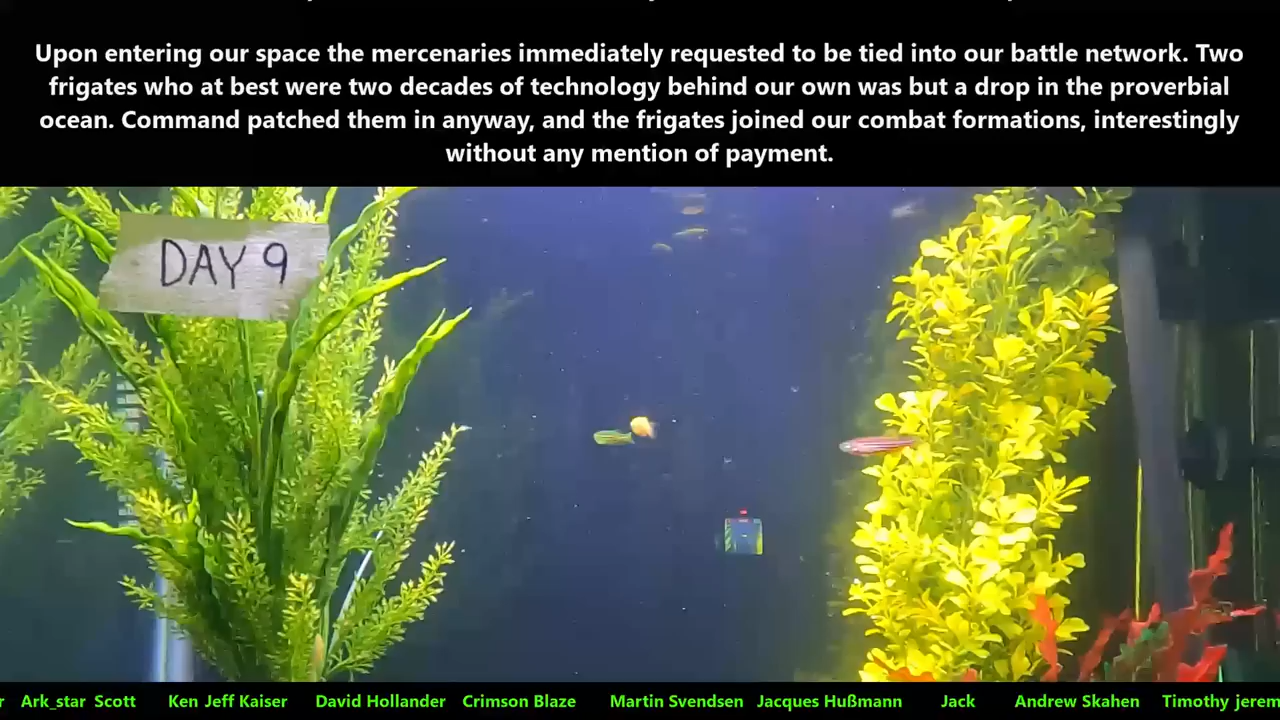 Upon entering our space the mercenaries immediately requested to be tied into our battle network. Two
frigates who at best were two decades of technology behind our own was but a drop in the proverbial
ocean. Command patched them in anyway, and the frigates joined our combat formations, interestingly
without any mention of payment.
DAY 9
Ark_star Scott Ken Jeff Kaiser David Hollander Crimson Blaze Martin Svendsen Jacques Hußmann Jack Andrew Skahen Timothy jerem